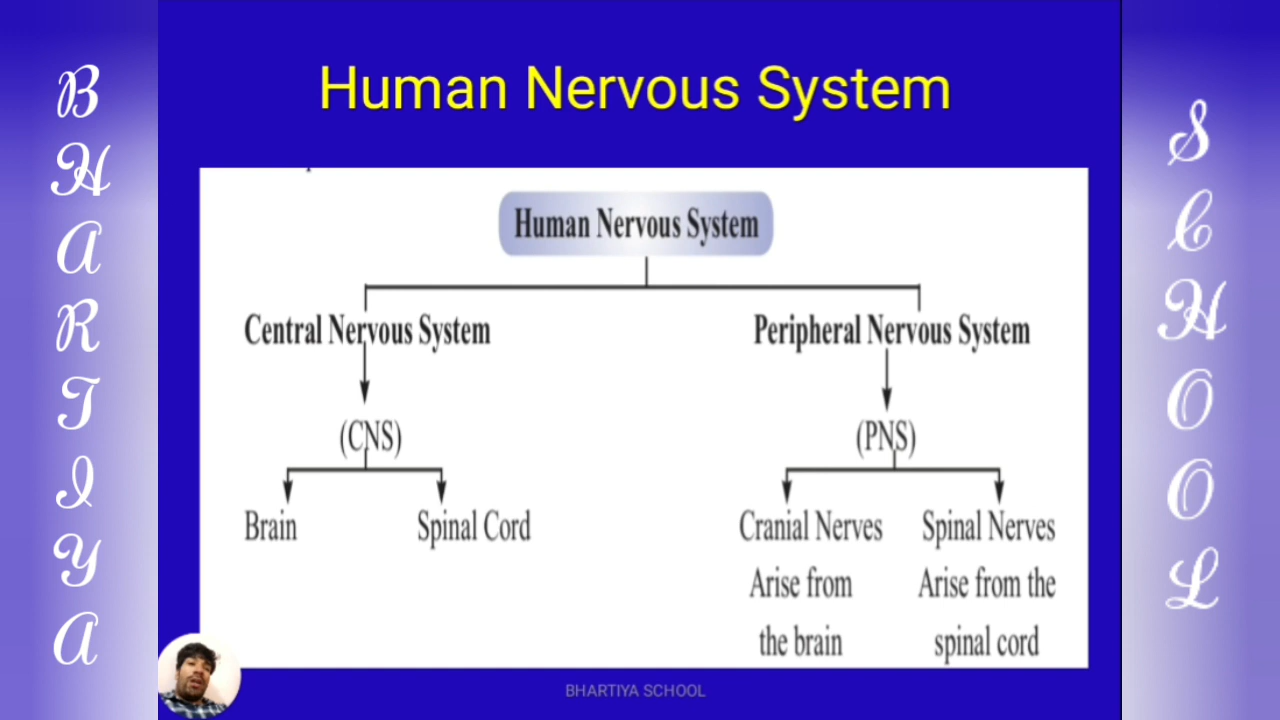 BHARTIYA
Human Nervous System
Human Nervous System
Central Nervous System
Peripheral Nervous System
(CNS)
(PNS)
Brain
Spinal Cord
Cranial Nerves
Arise from
the brain
Spinal Nerves
Arise from the
spinal cord
BHARTIYA SCHOOL
SCHOOL